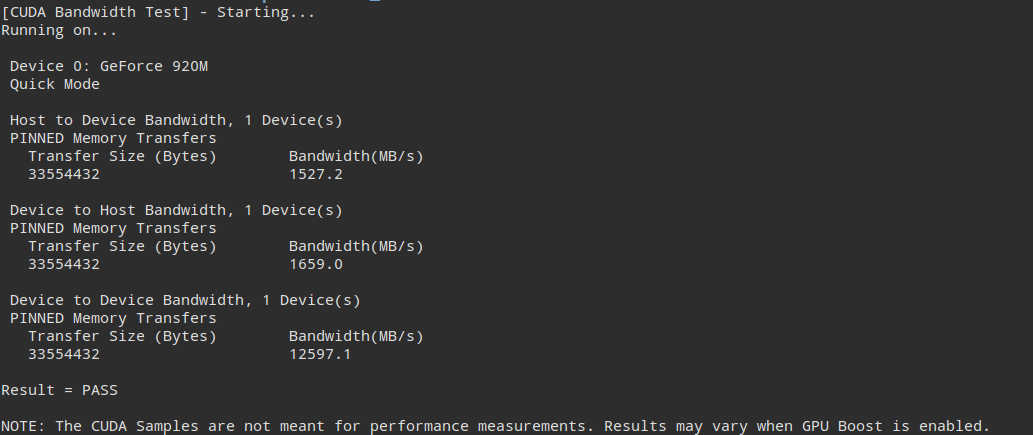 [CUDA Bandwidth Test] - Starting...
Running on...
Device 0: GeForce 920M
Quick Mode
Host to Device Bandwidth, 1 Device(s)
PINNED Memory Transfers
Transfer Size (Bytes) Bandwidth(MB/s)
33554432 1527.2
Device to Host Bandwidth, 1 Device(s)
PINNED Memory Transfers
Transfer Size (Bytes) Bandwidth(MB/s)
33554432 1659.0
Device to Device Bandwidth, 1 Device(s)
PINNED Memory Transfers
Transfer Size (Bytes) Bandwidth(MB/s)
33554432 12597.1
Result = PASS
NOTE: The CUDA Samples are not meant for performance measurements. Results may vary when GPU Boost is enabled.